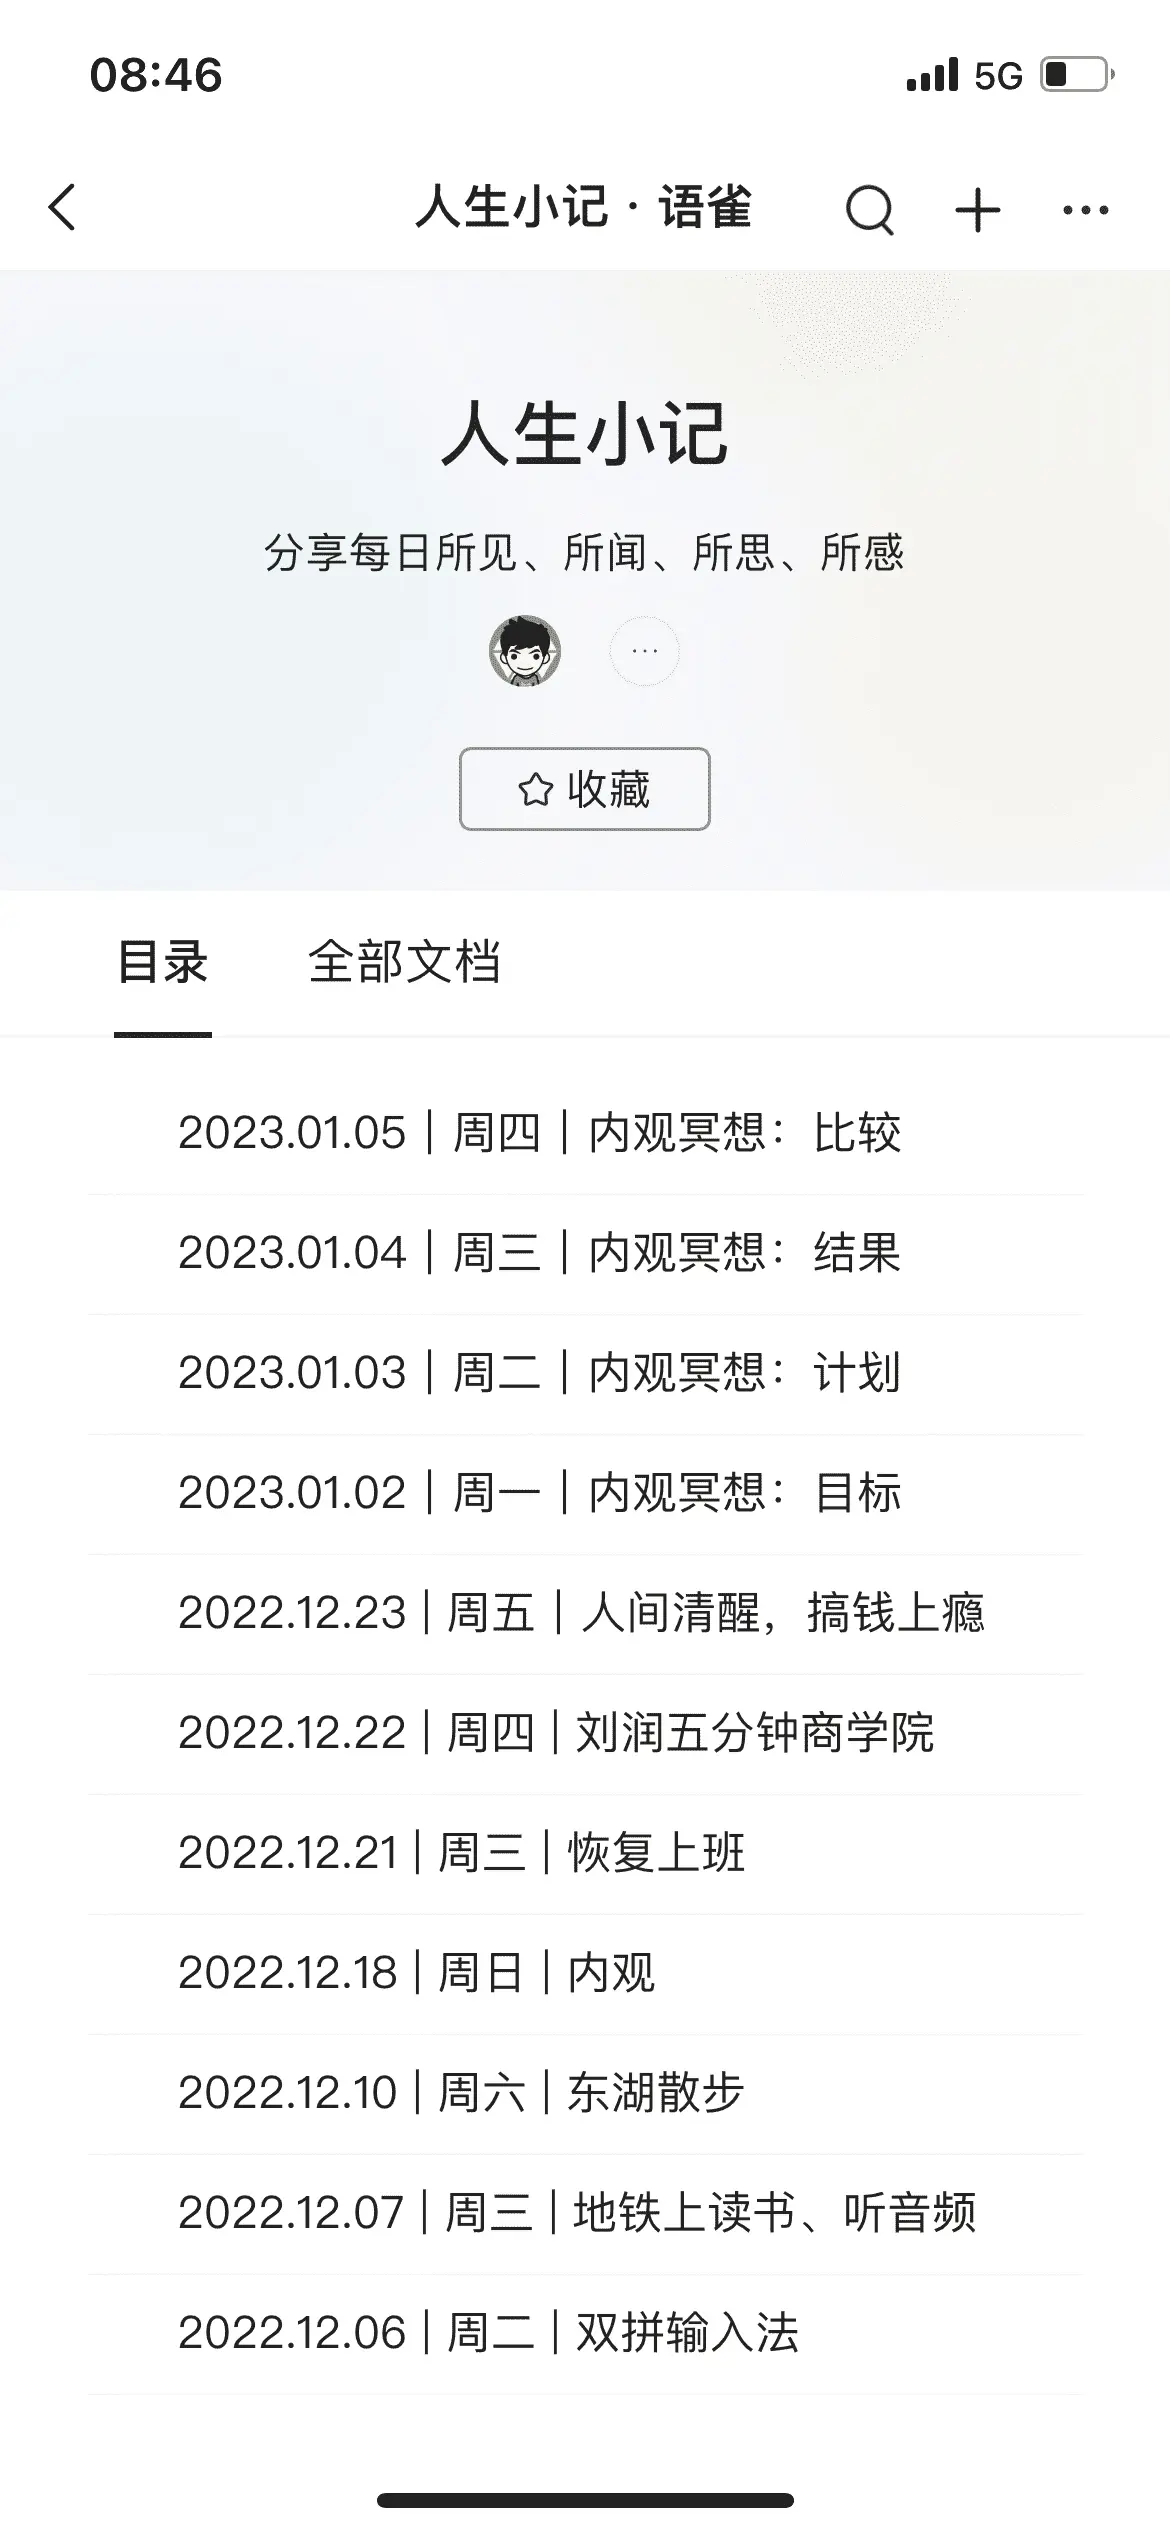 08:46
5G
人生小记 · 语雀
人生小记
分享每日所见、所闻、所思、所感
收藏
目录
全部文档
2023.01.05｜周四｜内观冥想：比较
2023.01.04｜周三｜内观冥想：结果
2023.01.03｜周二｜内观冥想：计划
2023.01.02｜周一｜内观冥想：目标
2022.12.23｜周五｜人间清醒，搞钱上瘾
2022.12.22｜周四｜刘润五分钟商学院
2022.12.21｜周三｜恢复上班
2022.12.18｜周日｜内观
2022.12.10｜周六｜东湖散步
2022.12.07｜周三｜地铁上读书、听音频
2022.12.06｜周二｜双拼输入法